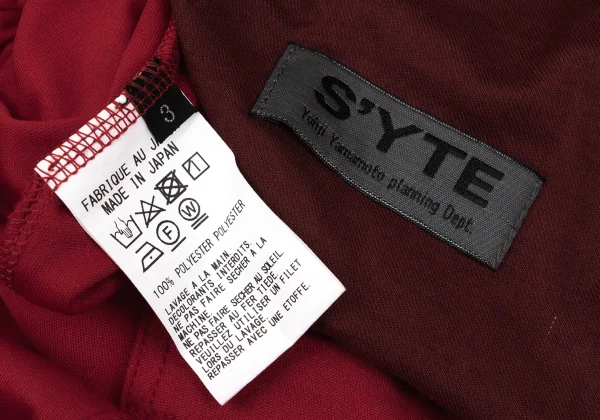 3
FABRIQUE AU JA
MADE IN JAPAN
F W
100% POLYESTER POLYESTER
LAVAGE A LA MAIN.
DECOLORANTS INTERDITS.
NE PAS FAIRE SECHER A LA
MACHINE.
NE PAS FAIRE SECHER AU SOLEIL
REPASSER AU FER TIEDE.
VEUILLEZ UTILISER UN FILET
LORS DU LAVAGE.
REPASSER AVEC UNE ETOFFE.
S'YTE
Yohji Yamamoto planning Dept.